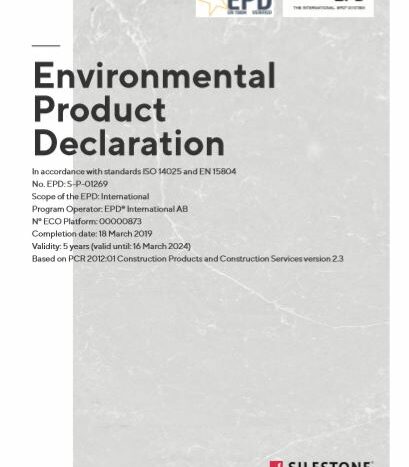 EPD
THE INTERNATIONAL EPD® SYSTEM
Environmental
Product
Declaration
In accordance with standards ISO 14025 and EN 15804
No. EPD: S-P-01269
Scope of the EPD: International
Program Operator: EPD® International AB
Nº ECO Platform: 00000873
Completion date: 18 March 2019
Validity: 5 years (valid until: 16 March 2024)
Based on PCR 2012:01 Construction Products and Construction Services version 2.3
SILESTONE